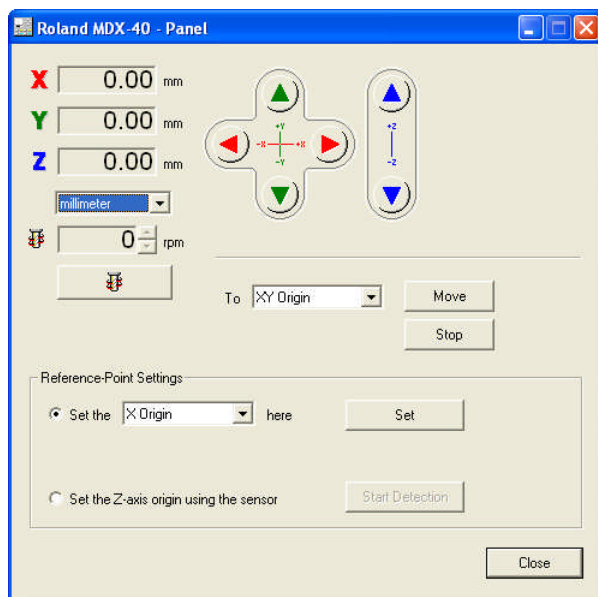 Roland MDX-40 - Panel
X 0.00 mm
Y 0.00 mm
Z 0.00 mm
+Y
-X +X
-Y
+Z
-Z
millimeter
0 rpm
To XY Origin Move
Stop
Reference-Point Settings
Set the X Origin here Set
Set the Z-axis origin using the sensor Start Detection
Close